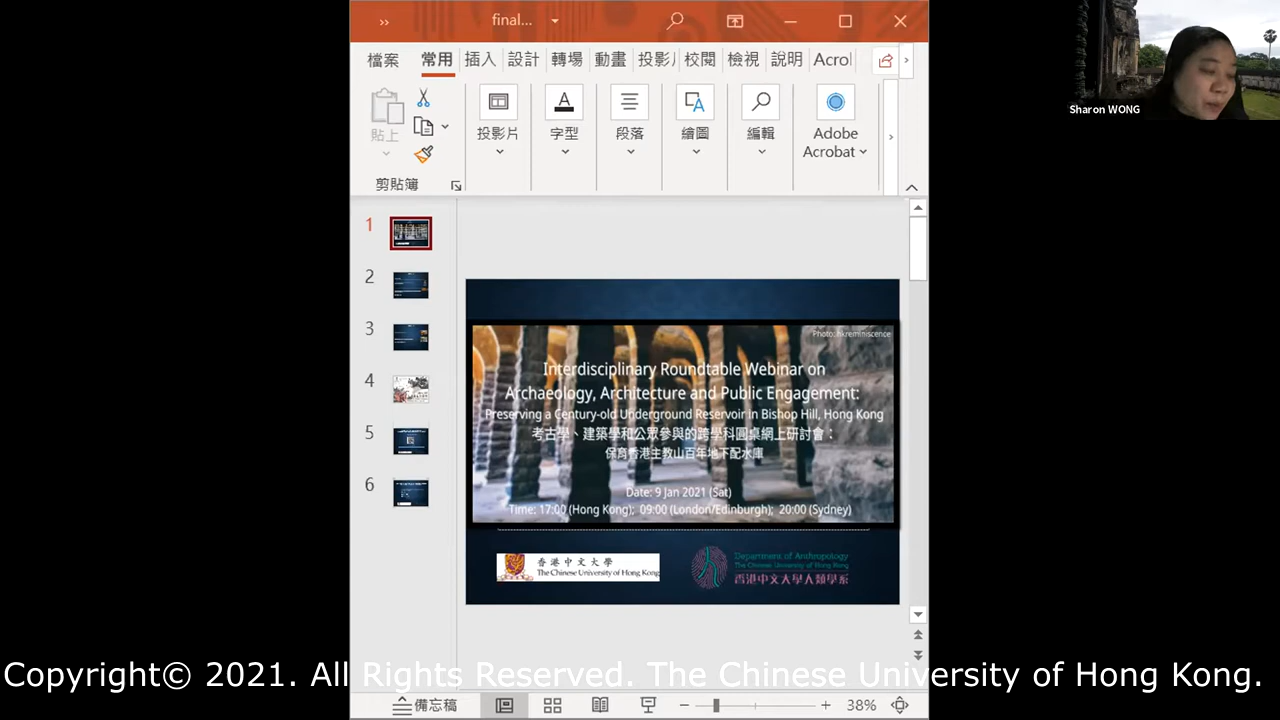 final...
檔案 常用 插入 設計 轉場 動畫 投影 校閱 檢視 說明 Acrol
貼上
投影片 字型 段落 繪圖 編輯 Adobe Acrobat
剪貼簿
Sharon WONG
1
2
3
4
5
6
Photo: hkreminiscence
Interdisciplinary Roundtable Webinar on
Archaeology, Architecture and Public Engagement:
Preserving a Century-old Underground Reservoir in Bishop Hill, Hong Kong
考古學、建築學和公眾參與的跨學科圓桌網上研討會：
保育香港主教山百年地下配水庫
Date: 9 Jan 2021 (Sat)
Time: 17:00 (Hong Kong); 09:00 (London/Edinburgh); 20:00 (Sydney)
香港中文大學
The Chinese University of Hong Kong
Department of Anthropology
The Chinese University of Hong Kong
香港中文大學人類學系
Copyright© 2021. All Rights Reserved. The Chinese University of Hong Kong.
備忘稿
38%